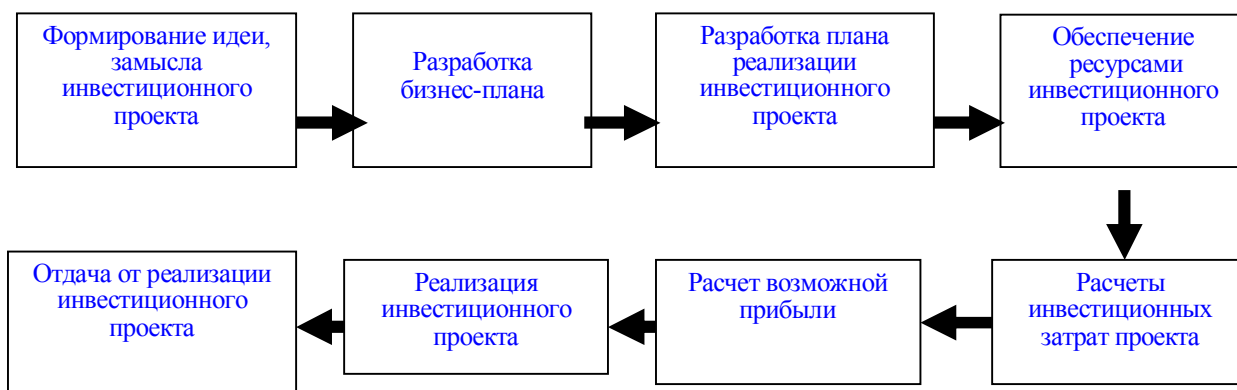 Формирование идеи,
замысла
инвестиционного
проекта
Разработка
бизнес-плана
Разработка плана
реализации
инвестиционного
проекта
Обеспечение
ресурсами
инвестиционного
проекта
Отдача от реализации
инвестиционного
проекта
Реализация
инвестиционного
проекта
Расчет возможной
прибыли
Расчеты
инвестиционных
затрат проекта